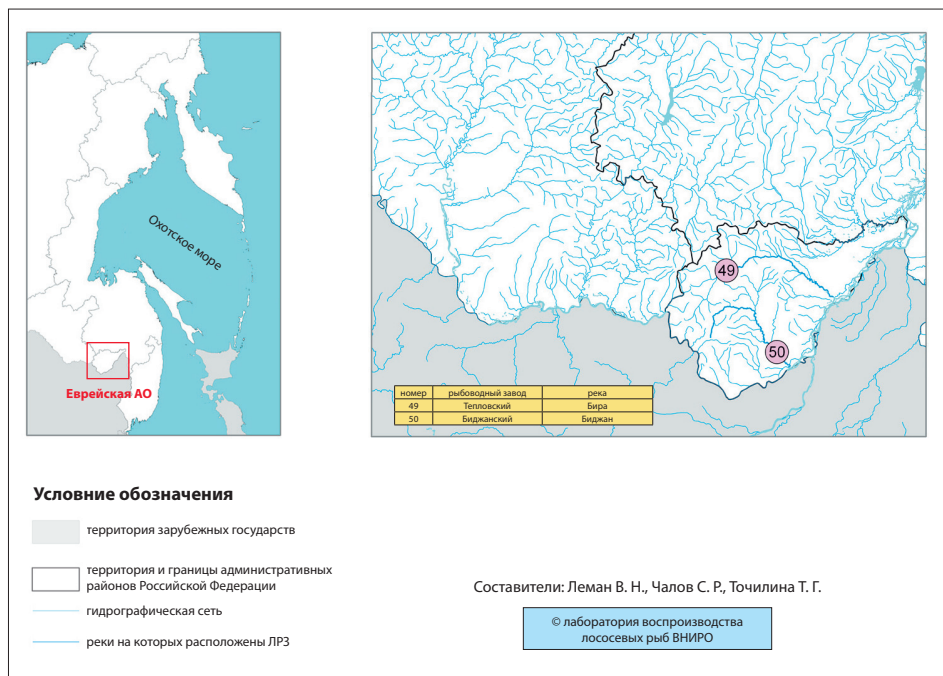 Охотское море
Еврейская АО
49
50
номер рыбоводный завод река
49 Тепловский Бира
50 Биджанский Биджан
Условние обозначения
территория зарубежных государств
территория и границы административных
районов Российской Федерации
гидрографическая сеть
реки на которых расположены ЛРЗ
Составители: Леман В. Н., Чалов С. Р., Точилина Т. Г.
© лаборатория воспроизводства
лососевых рыб ВНИРО